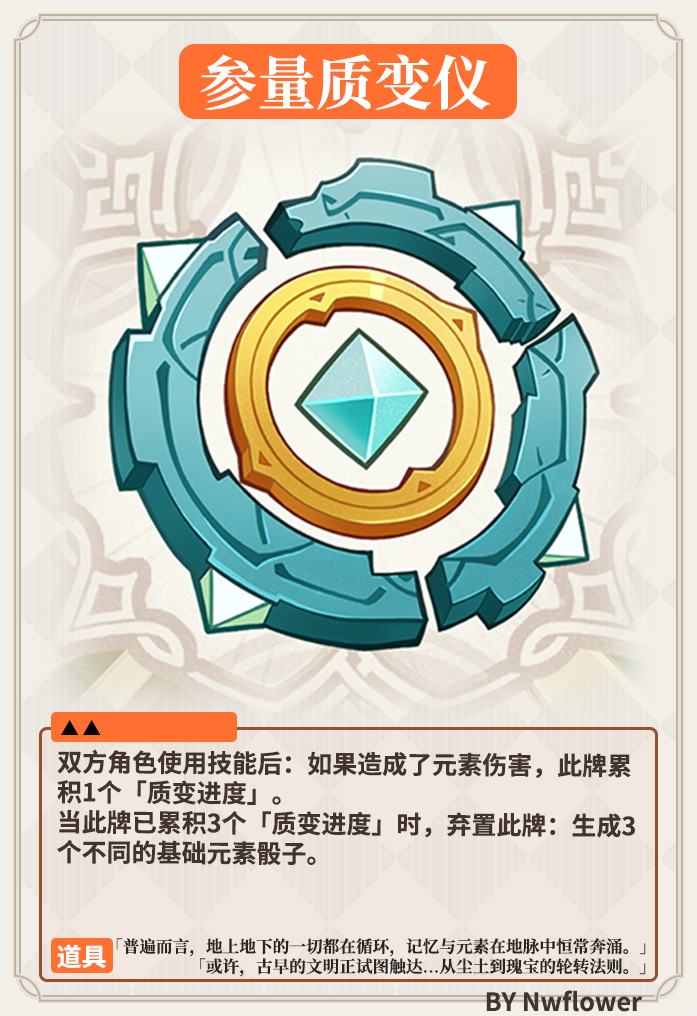 参量质变仪
▲▲
双方角色使用技能后：如果造成了元素伤害，此牌累
积1个「质变进度」。
当此牌已累积3个「质变进度」时，弃置此牌：生成3
个不同的基础元素骰子。
道具
「普遍而言，地上地下的一切都在循环，记忆与元素在地脉中恒常奔涌。」
「或许，古早的文明正试图触达…从尘土到瑰宝的轮转法则。」
BY Nwflower